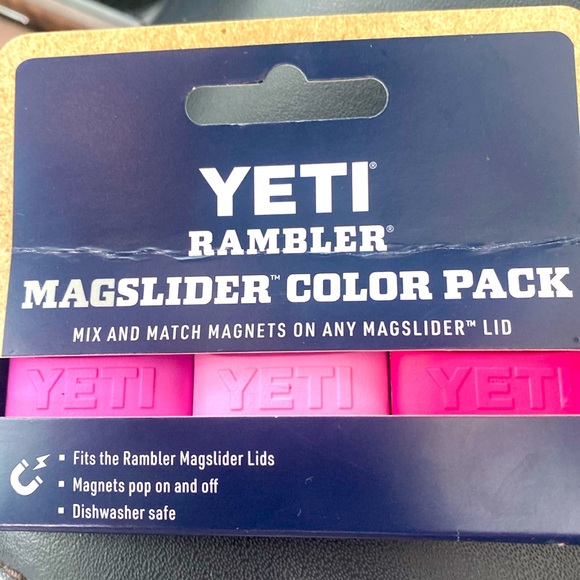 YETI®
RAMBLER®
MAGSLIDER™ COLOR PACK
MIX AND MATCH MAGNETS ON ANY MAGSLIDER™ LID
YETI YETI YETI
▪ Fits the Rambler Magslider Lids
▪ Magnets pop on and off
▪ Dishwasher safe